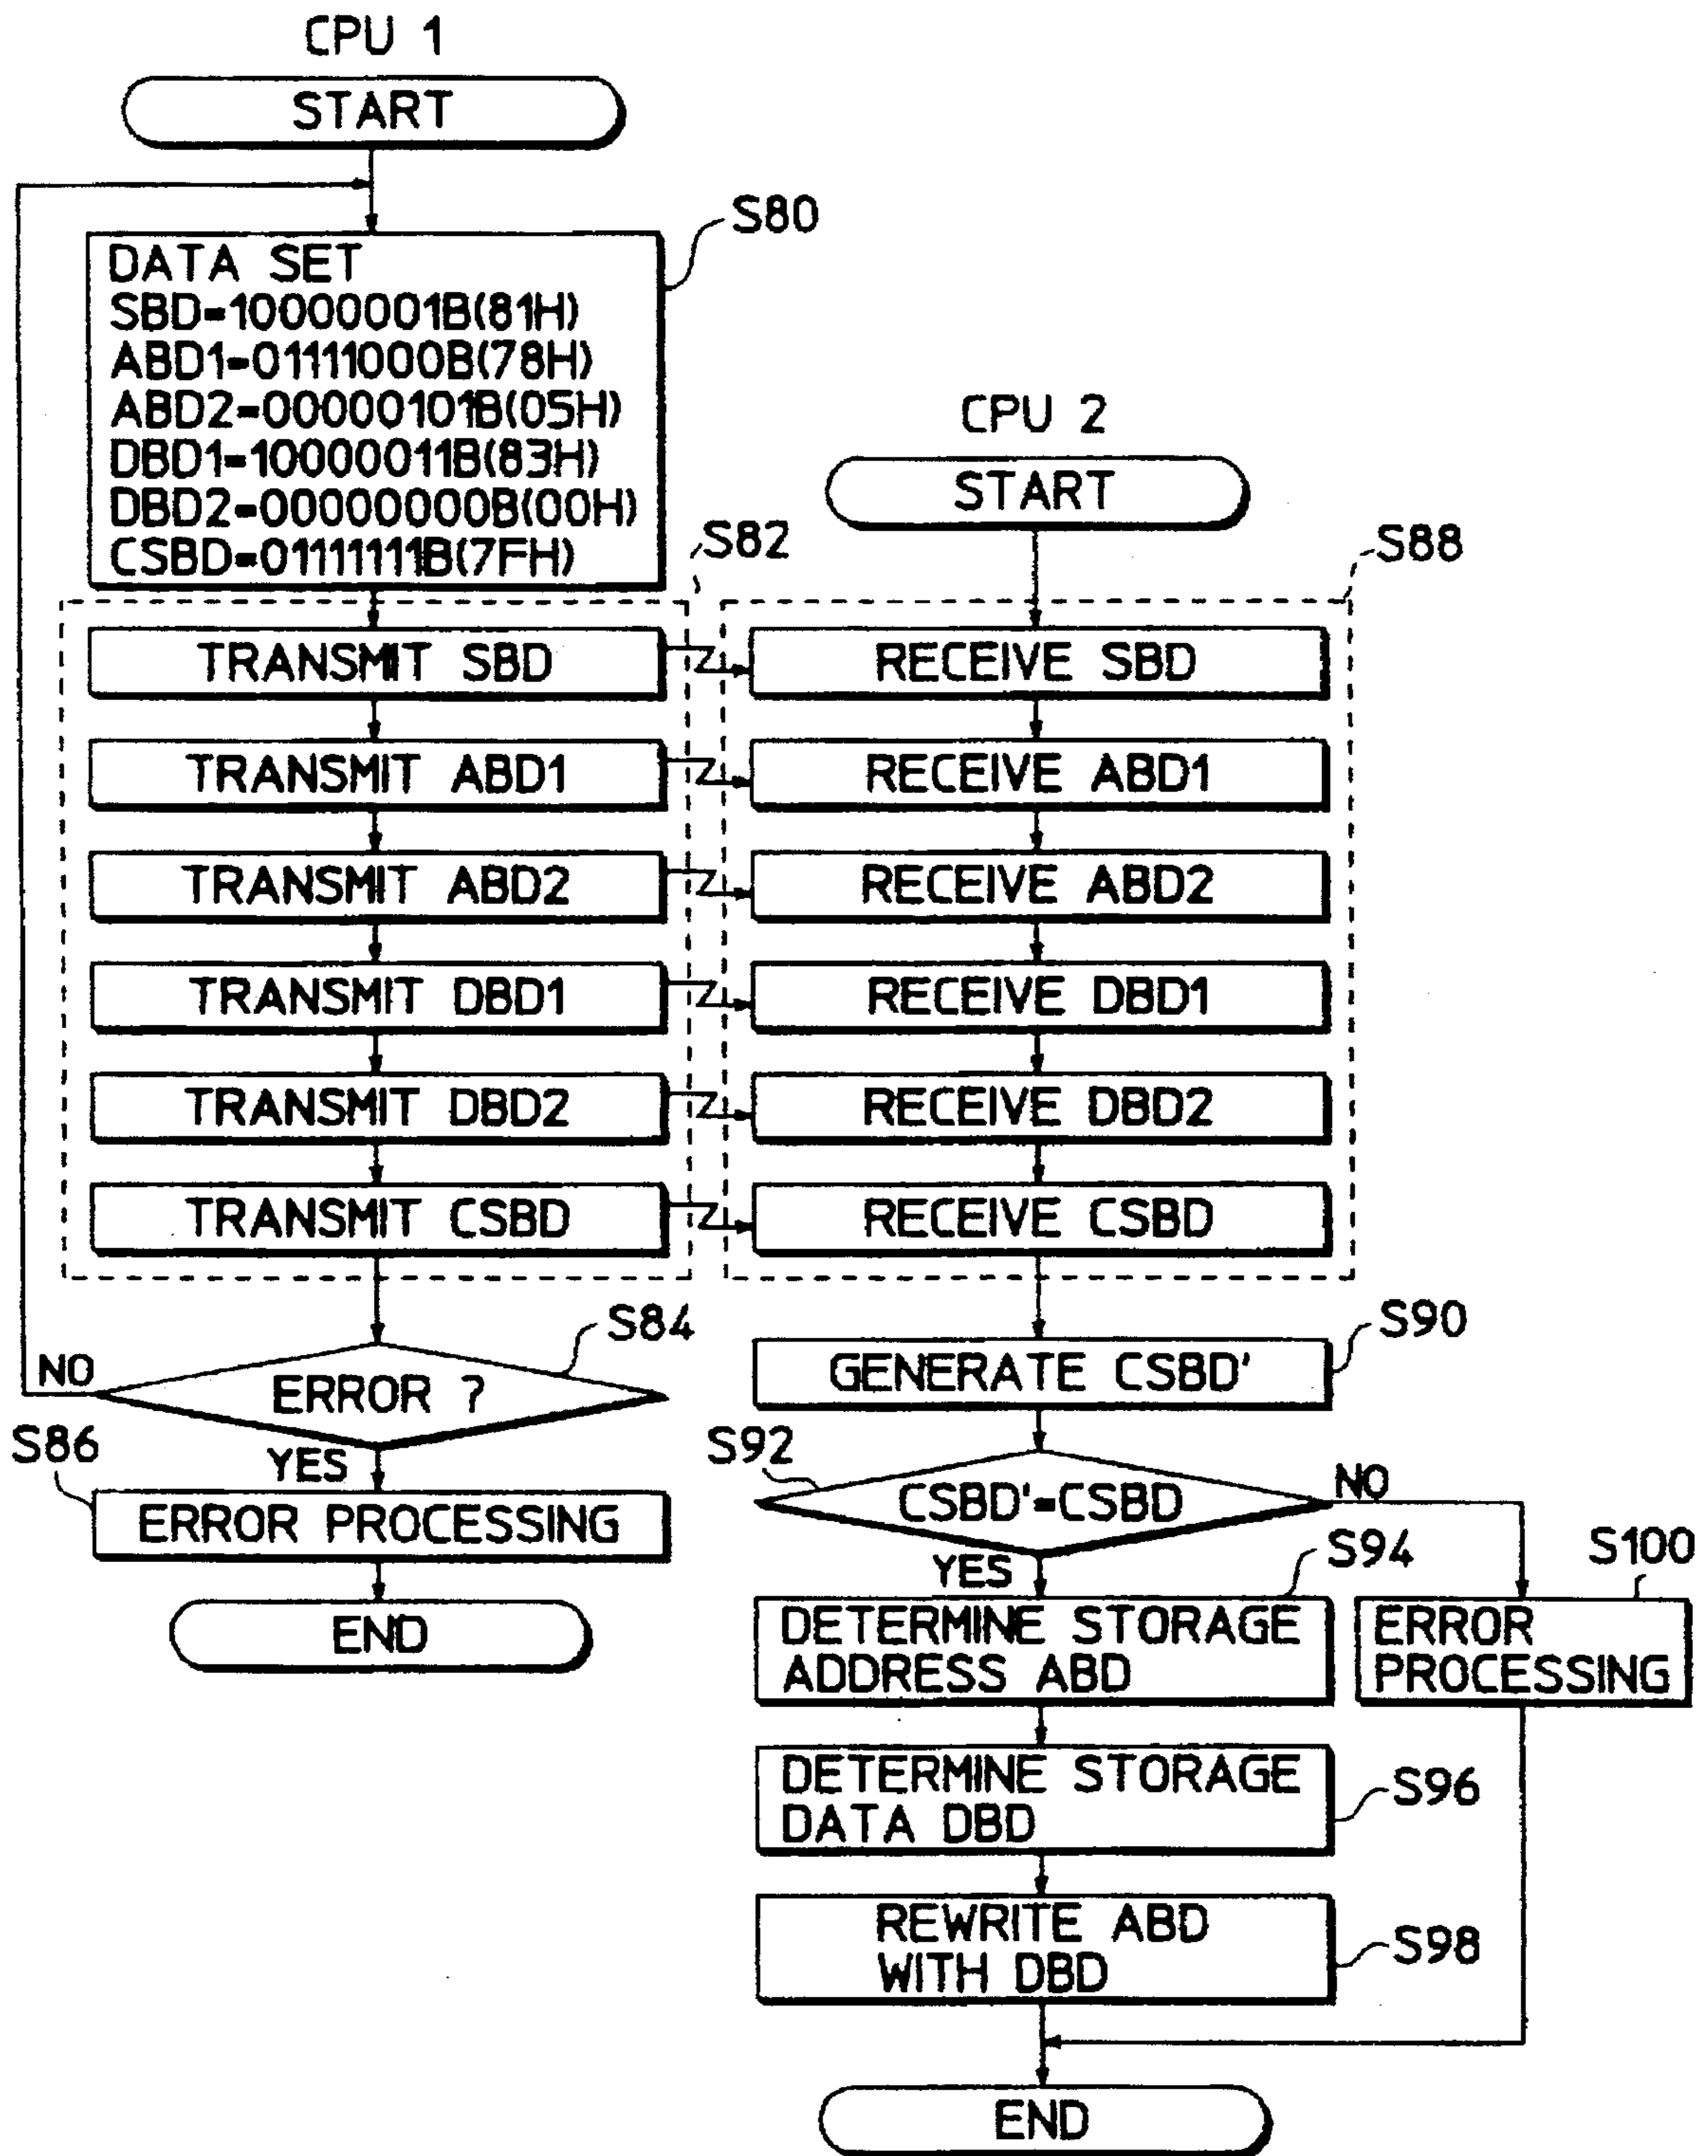 CPU 1
START
S80
DATA SET
SBD=10000001B(81H)
ABD1=01111000B(78H)
ABD2=00000101B(05H)
DBD1=10000011B(83H)
DBD2=00000000B(00H)
CSBD=01111111B(7FH)
S82
TRANSMIT SBD
TRANSMIT ABD1
TRANSMIT ABD2
TRANSMIT DBD1
TRANSMIT DBD2
TRANSMIT CSBD
S84
ERROR ?
NO
YES
S86
ERROR PROCESSING
END
CPU 2
START
S88
RECEIVE SBD
RECEIVE ABD1
RECEIVE ABD2
RECEIVE DBD1
RECEIVE DBD2
RECEIVE CSBD
S90
GENERATE CSBD'
S92
CSBD'=CSBD
NO
YES
S94
DETERMINE STORAGE
ADDRESS ABD
S100
ERROR
PROCESSING
DETERMINE STORAGE
DATA DBD
S96
REWRITE ABD
WITH DBD
S98
END